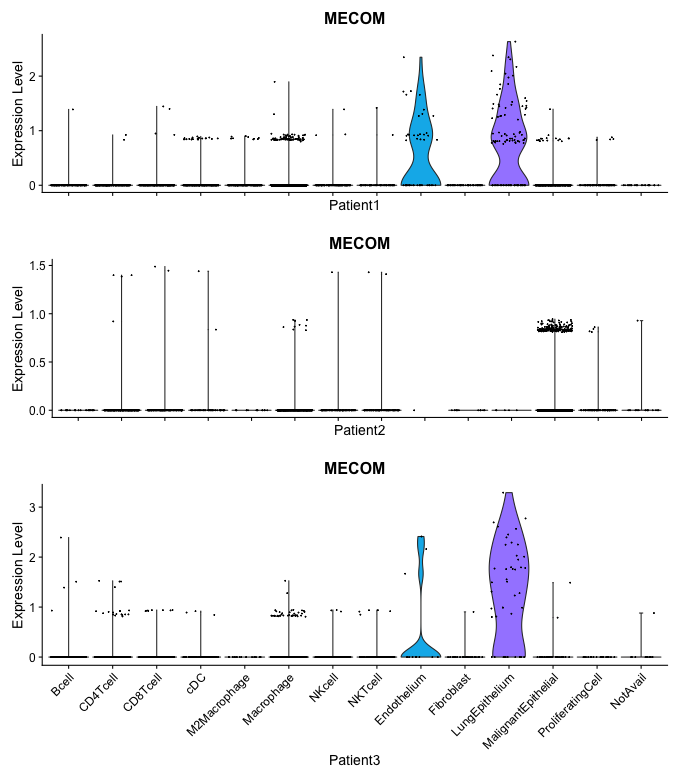 MECOM
Expression Level
2
1
0
Patient1
MECOM
Expression Level
1.5
1.0
0.5
0.0
Patient2
MECOM
Expression Level
3
2
1
0
Bcell
CD4Tcell
CD8Tcell
cDC
M2Macrophage
Macrophage
NKcell
NKTcell
Endothelium
Fibroblast
LungEpithelium
MalignantEpithelial
ProliferatingCell
NotAvail
Patient3